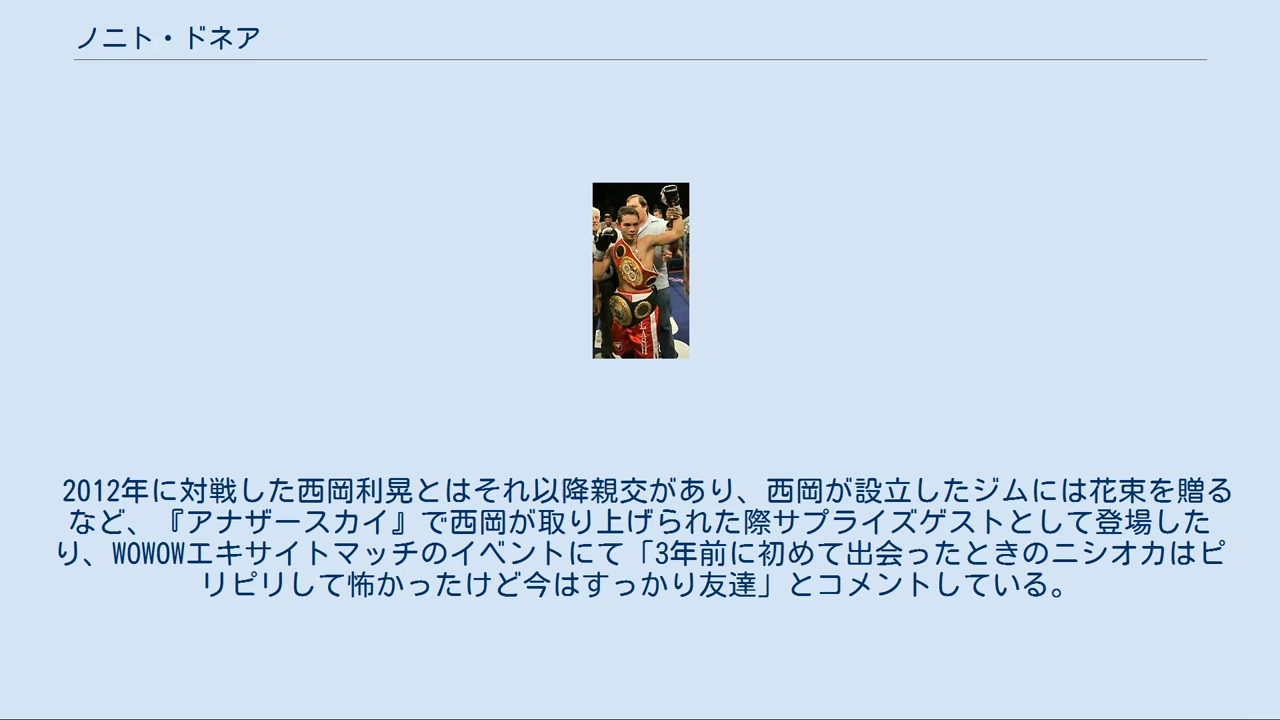 ノニト・ドネア
2012年に対戦した西岡利晃とはそれ以降親交があり、西岡が設立したジムには花束を贈る
など、『アナザースカイ』で西岡が取り上げられた際サプライズゲストとして登場した
り、WOWOWエキサイトマッチのイベントにて「3年前に初めて出会ったときのニシオカはピ
リピリして怖かったけど今はすっかり友達」とコメントしている。